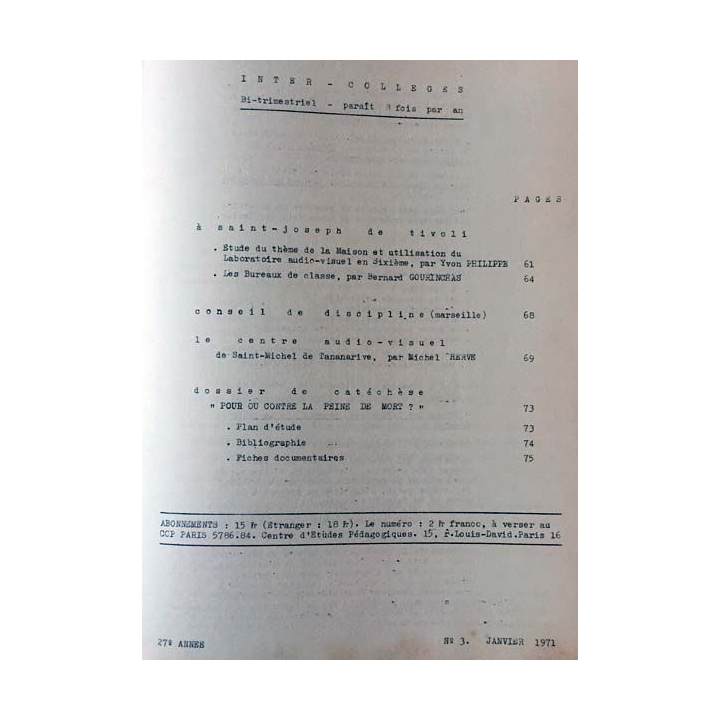 INTER - COLLEGES
Bi-trimestriel - paraît 8 fois par an
PAGES
à saint-joseph de tivoli
. Etude du thème de la Maison et utilisation du
Laboratoire audio-visuel en Sixième, par Yvon PHILIPPE 61
. Les Bureaux de classe, par Bernard GOURINCHAS 64
conseil de discipline (marseille) 68
le centre audio-visuel
de Saint-Michel de Tananarive, par Michel HERVE 69
dossier de catéchèse
" POUR OU CONTRE LA PEINE DE MORT ? " 73
. Plan d'étude 73
. Bibliographie 74
. Fiches documentaires 75
ABONNEMENTS : 15 fr (Etranger : 18 fr). Le numéro : 2 fr franco, à verser au
CCP PARIS 5786.84. Centre d'Etudes Pédagogiques. 15, r.Louis-David.Paris 16
27º ANNEE Nº 3. JANVIER 1971